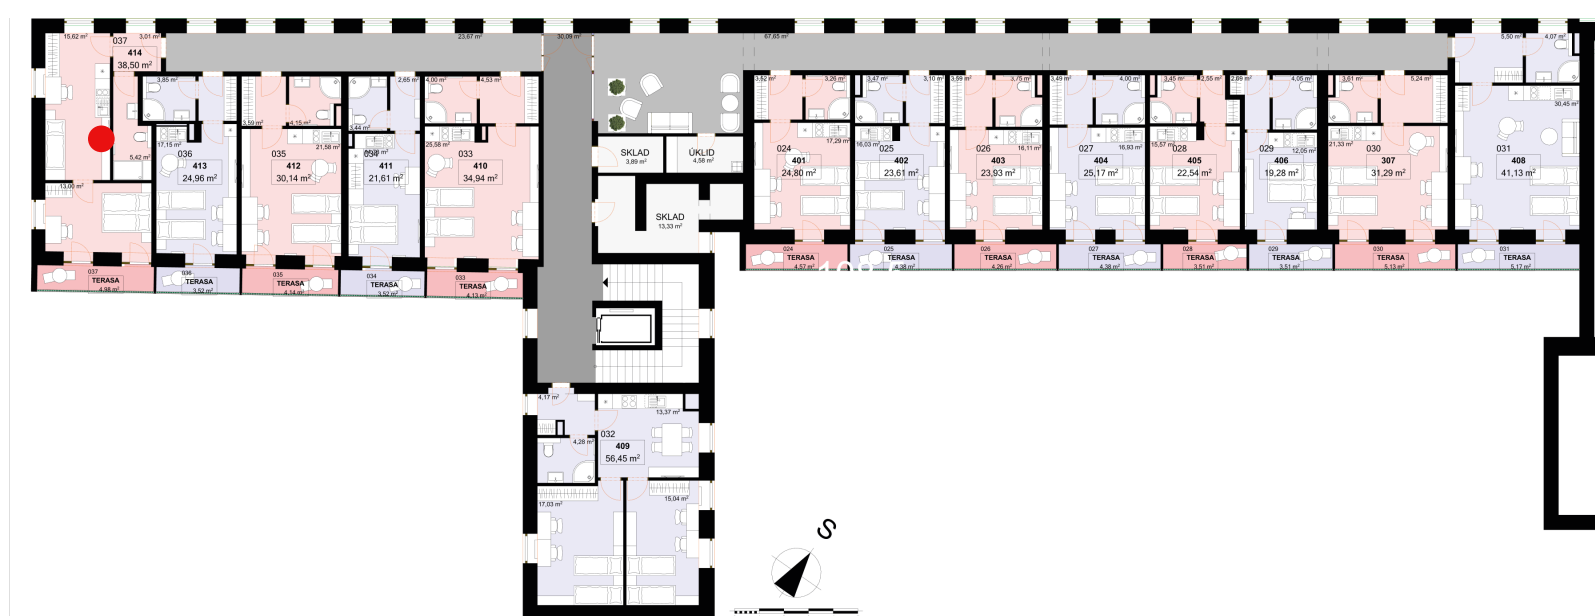 15,62 m²
3,01 m²
037
414
38,50 m²
23,67 m²
30,09 m²
67,65 m²
5,50 m²
4,07 m²
3,85 m²
17,15 m²
036
413
24,96 m²
5,42 m²
13,00 m²
3,59 m²
4,15 m²
21,58 m²
035
412
30,14 m²
2,65 m²
3,44 m²
034
411
21,61 m²
4,00 m²
4,53 m²
25,58 m²
033
410
34,94 m²
SKLAD
3,89 m²
ÚKLID
4,58 m²
SKLAD
13,33 m²
3,52 m²
3,26 m²
17,29 m²
024
401
24,80 m²
3,47 m²
3,10 m²
16,03 m²
025
402
23,61 m²
3,59 m²
3,75 m²
16,11 m²
026
403
23,93 m²
3,49 m²
4,00 m²
16,93 m²
027
404
25,17 m²
3,45 m²
2,55 m²
15,57 m²
028
405
22,54 m²
4,05 m²
12,05 m²
029
406
19,28 m²
3,61 m²
5,24 m²
21,33 m²
030
307
31,29 m²
30,45 m²
031
408
41,13 m²
037
TERASA
4,98 m²
036
TERASA
3,52 m²
035
TERASA
4,14 m²
034
TERASA
3,52 m²
033
TERASA
4,13 m²
024
TERASA
4,57 m²
025
TERASA
4,38 m²
026
TERASA
4,26 m²
027
TERASA
4,38 m²
028
TERASA
3,51 m²
029
TERASA
3,51 m²
030
TERASA
5,13 m²
031
TERASA
5,17 m²
4,17 m²
13,37 m²
4,28 m²
032
409
56,45 m²
17,03 m²
15,04 m²
S